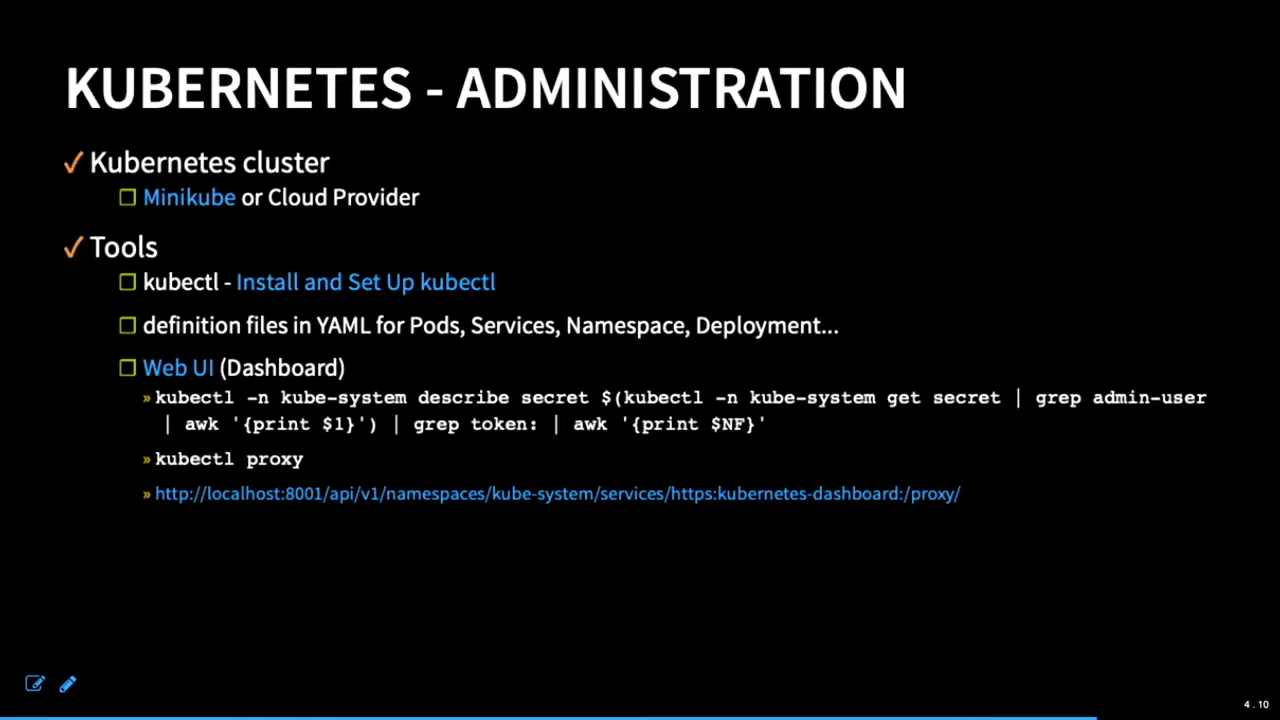 KUBERNETES - ADMINISTRATION
✓ Kubernetes cluster
❐ Minikube or Cloud Provider
✓ Tools
❐ kubectl - Install and Set Up kubectl
❐ definition files in YAML for Pods, Services, Namespace, Deployment...
❐ Web UI (Dashboard)
» kubectl -n kube-system describe secret $(kubectl -n kube-system get secret | grep admin-user
| awk '{print $1}') | grep token: | awk '{print $NF}'
» kubectl proxy
» http://localhost:8001/api/v1/namespaces/kube-system/services/https:kubernetes-dashboard:/proxy/
4 . 10